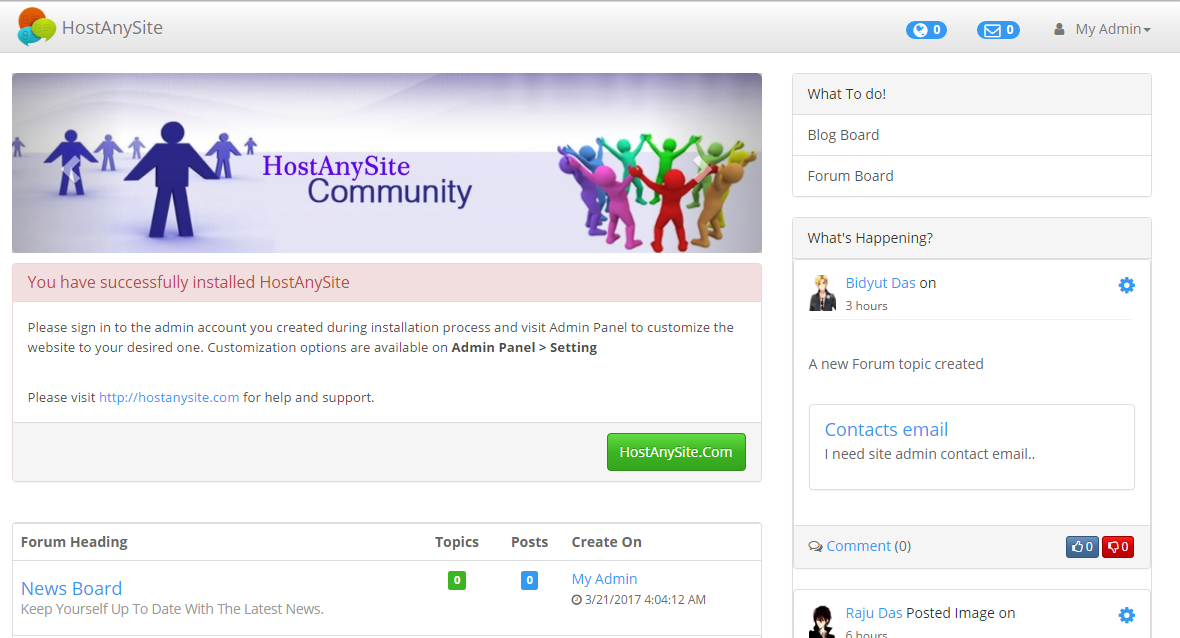 HostAnySite
0
0
My Admin
HostAnySite
Community
You have successfully installed HostAnySite
Please sign in to the admin account you created during installation process and visit Admin Panel to customize the
website to your desired one. Customization options are available on Admin Panel > Setting
Please visit http://hostanysite.com for help and support.
HostAnySite.Com
Forum Heading Topics Posts Create On
News Board 0 0 My Admin
Keep Yourself Up To Date With The Latest News. 3/21/2017 4:04:12 AM
What To do!
Blog Board
Forum Board
What's Happening?
Bidyut Das on
3 hours
A new Forum topic created
Contacts email
I need site admin contact email..
Comment (0) 0 0
Raju Das Posted Image on
6 hours